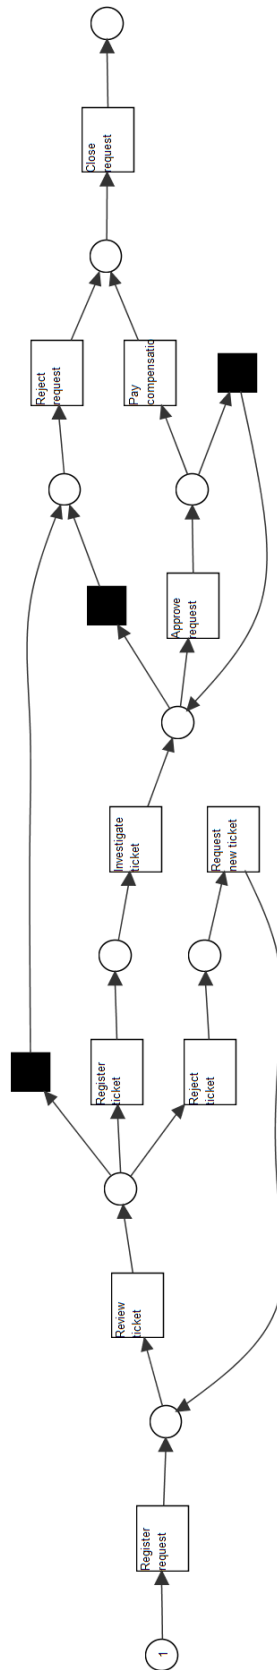 Close
request
Reject
request
Pay
compensatic
Approve
request
Investigate
ticket
Request
new ticket
Register
ticket
Reject
ticket
Review
ticket
Register
request
1